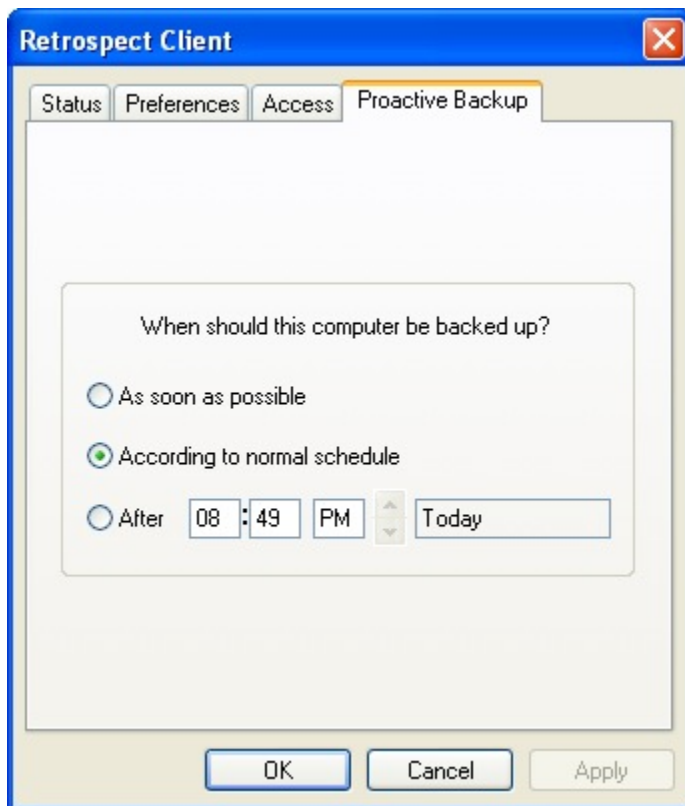 Retrospect Client
Status Preferences Access Proactive Backup
When should this computer be backed up?
As soon as possible
According to normal schedule
After 08 : 49 PM Today
OK Cancel Apply